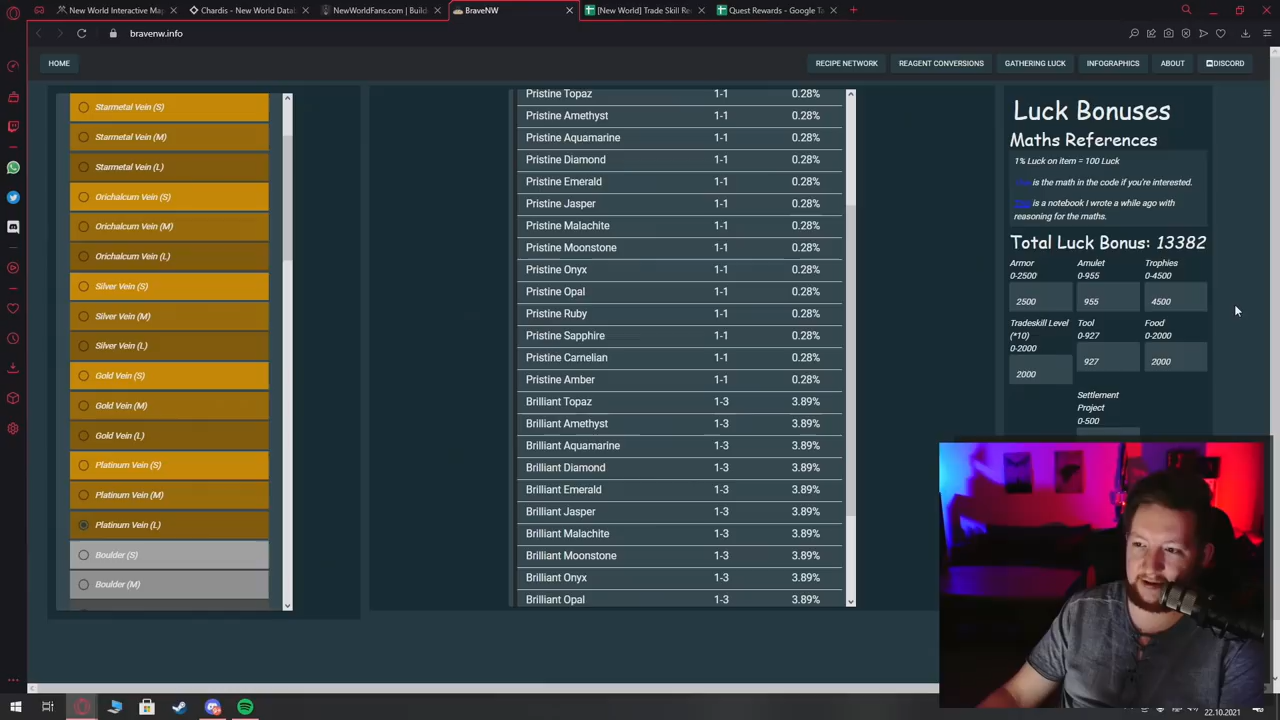 New World Interactive Ma
Chardis - New World Data
NewWorldFans.com | Build
BraveNW
[New World] Trade Skill Re
Quest Rewards - Google Ta
bravenw.info
HOME
RECIPE NETWORK
REAGENT CONVERSIONS
GATHERING LUCK
INFOGRAPHICS
ABOUT
DISCORD
Starmetal Vein (S)
Starmetal Vein (M)
Starmetal Vein (L)
Orichalcum Vein (S)
Orichalcum Vein (M)
Orichalcum Vein (L)
Silver Vein (S)
Silver Vein (M)
Silver Vein (L)
Gold Vein (S)
Gold Vein (M)
Gold Vein (L)
Platinum Vein (S)
Platinum Vein (M)
Platinum Vein (L)
Boulder (S)
Boulder (M)
Pristine Topaz 1-1 0.28%
Pristine Amethyst 1-1 0.28%
Pristine Aquamarine 1-1 0.28%
Pristine Diamond 1-1 0.28%
Pristine Emerald 1-1 0.28%
Pristine Jasper 1-1 0.28%
Pristine Malachite 1-1 0.28%
Pristine Moonstone 1-1 0.28%
Pristine Onyx 1-1 0.28%
Pristine Opal 1-1 0.28%
Pristine Ruby 1-1 0.28%
Pristine Sapphire 1-1 0.28%
Pristine Carnelian 1-1 0.28%
Pristine Amber 1-1 0.28%
Brilliant Topaz 1-3 3.89%
Brilliant Amethyst 1-3 3.89%
Brilliant Aquamarine 1-3 3.89%
Brilliant Diamond 1-3 3.89%
Brilliant Emerald 1-3 3.89%
Brilliant Jasper 1-3 3.89%
Brilliant Malachite 1-3 3.89%
Brilliant Moonstone 1-3 3.89%
Brilliant Onyx 1-3 3.89%
Brilliant Opal 1-3 3.89%
Luck Bonuses
Maths References
1% Luck on item = 100 Luck
is the math in the code if you're interested.
is a notebook I wrote a while ago with
reasoning for the maths.
Total Luck Bonus: 13382
Armor Amulet Trophies
0-2500 0-955 0-4500
2500 955 4500
Tradeskill Level Tool Food
(*10) 0-927 0-2000
0-2000
927 2000
2000
Settlement
Project
0-500
22.10.2021